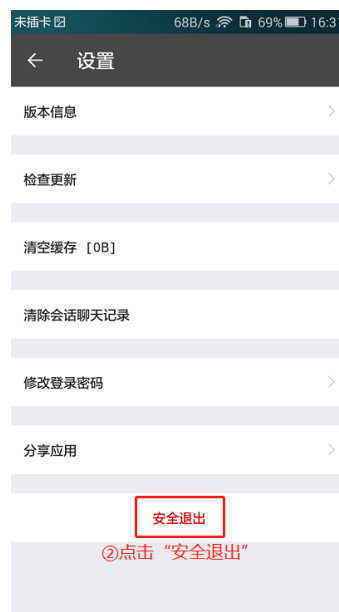 未插卡 68B/s 69% 16:31
设置
版本信息
检查更新
清空缓存 [0B]
清除会话聊天记录
修改登录密码
分享应用
安全退出
②点击“安全退出”